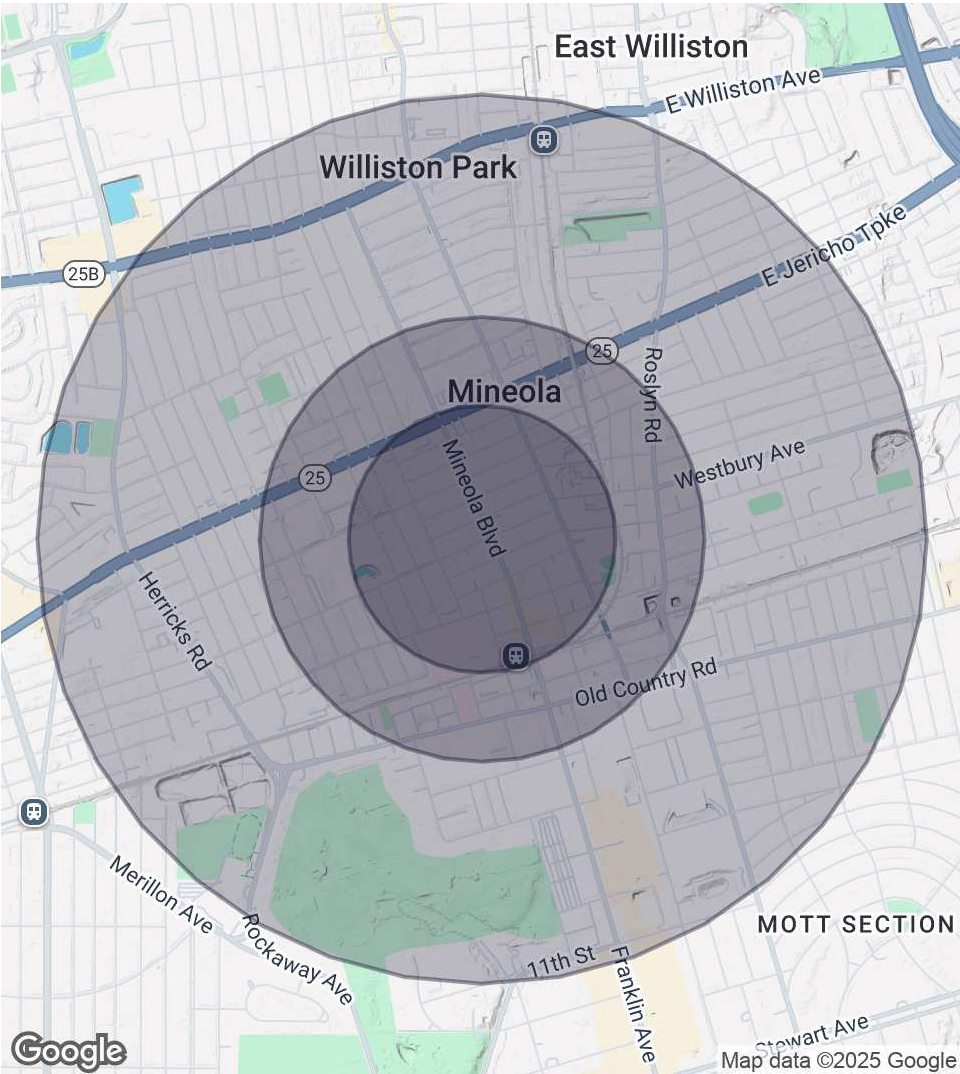 East Williston
E Williston Ave
Williston Park
E Jericho Tpke
25B
25
Roslyn Rd
Mineola
Westbury Ave
25
Mineola Blvd
Herricks Rd
Old Country Rd
Merillon Ave
Rockaway Ave
MOTT SECTION
11th St
Franklin Ave
Stewart Ave
Google
Map data ©2025 Google